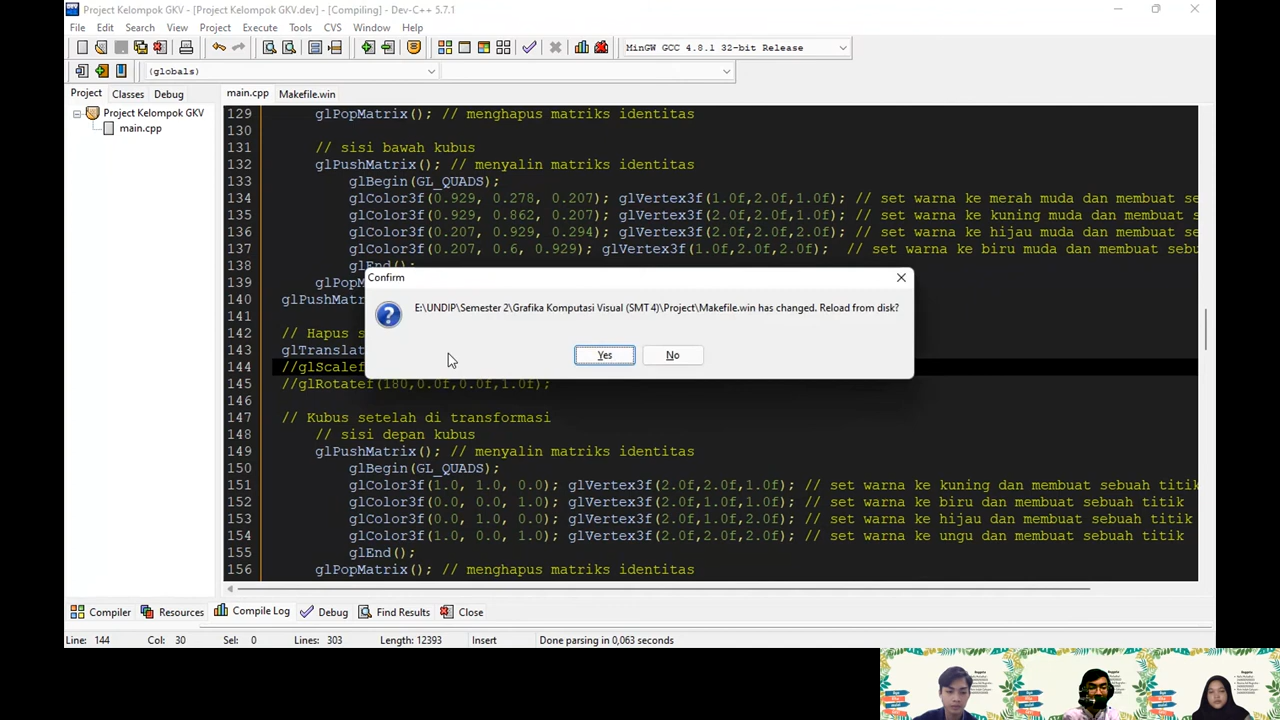 Project Kelompok GKV - [Project Kelompok GKV.dev] - [Compiling] - Dev-C++ 5.7.1
File Edit Search View Project Execute Tools CVS Window Help
MinGW GCC 4.8.1 32-bit Release
(globals)
Project Classes Debug
main.cpp Makefile.win
Project Kelompok GKV
main.cpp
129 glPopMatrix(); // menghapus matriks identitas
130
131 // sisi bawah kubus
132 glPushMatrix(); // menyalin matriks identitas
133 glBegin(GL_QUADS);
134 glColor3f(0.929, 0.278, 0.207); glVertex3f(1.0f,2.0f,1.0f); // set warna ke merah muda dan membuat se
135 glColor3f(0.929, 0.862, 0.207); glVertex3f(2.0f,2.0f,1.0f); // set warna ke kuning muda dan membuat s
136 glColor3f(0.207, 0.929, 0.294); glVertex3f(2.0f,2.0f,2.0f); // set warna ke hijau muda dan membuat se
137 glColor3f(0.207, 0.6, 0.929); glVertex3f(1.0f,2.0f,2.0f); // set warna ke biru muda dan membuat sebu
138 glEnd();
139 glPopM
140 glPushMatr
141
142 // Hapus s
143 glTranslat
144 //glScalef
145 //glRotatef(180,0.0f,0.0f,1.0f);
146
147 // Kubus setelah di transformasi
148 // sisi depan kubus
149 glPushMatrix(); // menyalin matriks identitas
150 glBegin(GL_QUADS);
151 glColor3f(1.0, 1.0, 0.0); glVertex3f(2.0f,2.0f,1.0f); // set warna ke kuning dan membuat sebuah titik
152 glColor3f(0.0, 0.0, 1.0); glVertex3f(2.0f,1.0f,1.0f); // set warna ke biru dan membuat sebuah titik
153 glColor3f(0.0, 1.0, 0.0); glVertex3f(2.0f,1.0f,2.0f); // set warna ke hijau dan membuat sebuah titik
154 glColor3f(1.0, 0.0, 1.0); glVertex3f(2.0f,2.0f,2.0f); // set warna ke ungu dan membuat sebuah titik
155 glEnd();
156 glPopMatrix(); // menghapus matriks identitas
Confirm
E:\UNDIP\Semester 2\Grafika Komputasi Visual (SMT 4)\Project\Makefile.win has changed. Reload from disk?
Yes No
Compiler Resources Compile Log Debug Find Results Close
Line: 144 Col: 30 Sel: 0 Lines: 303 Length: 12393 Insert Done parsing in 0,063 seconds